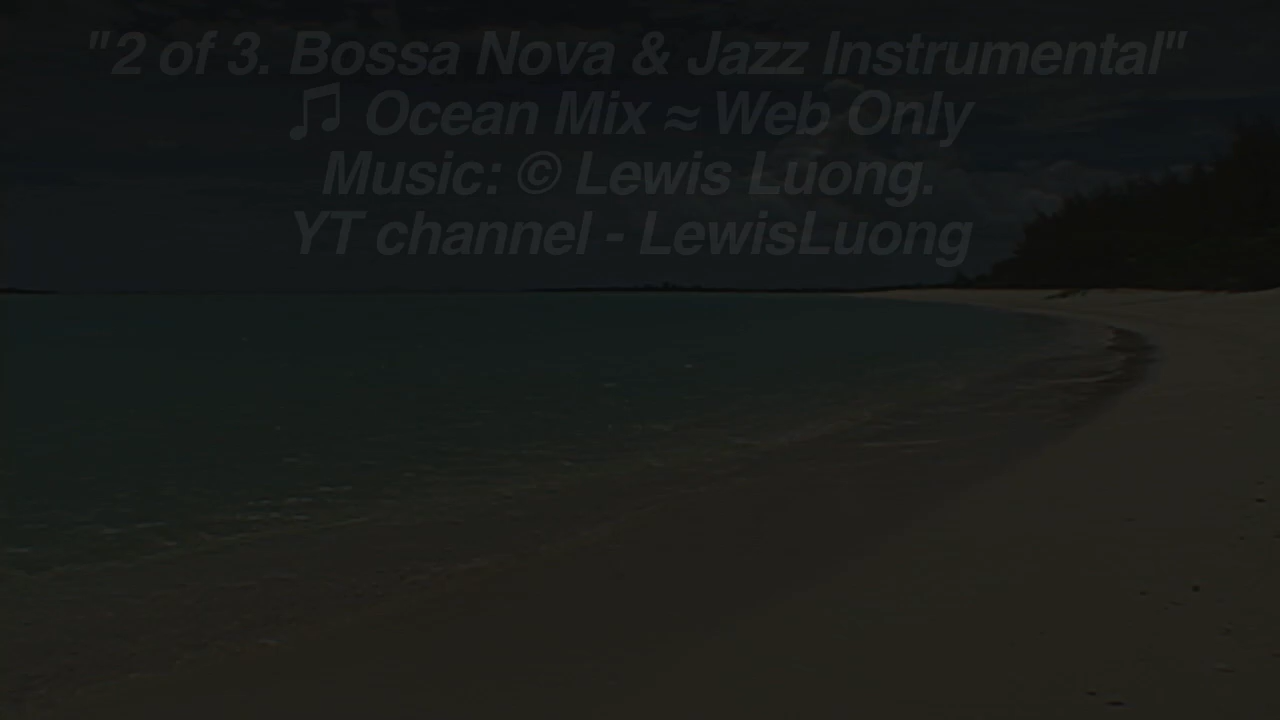 "2 of 3. Bossa Nova & Jazz Instrumental"
♫ Ocean Mix ≈ Web Only
Music: © Lewis Luong.
YT channel - LewisLuong